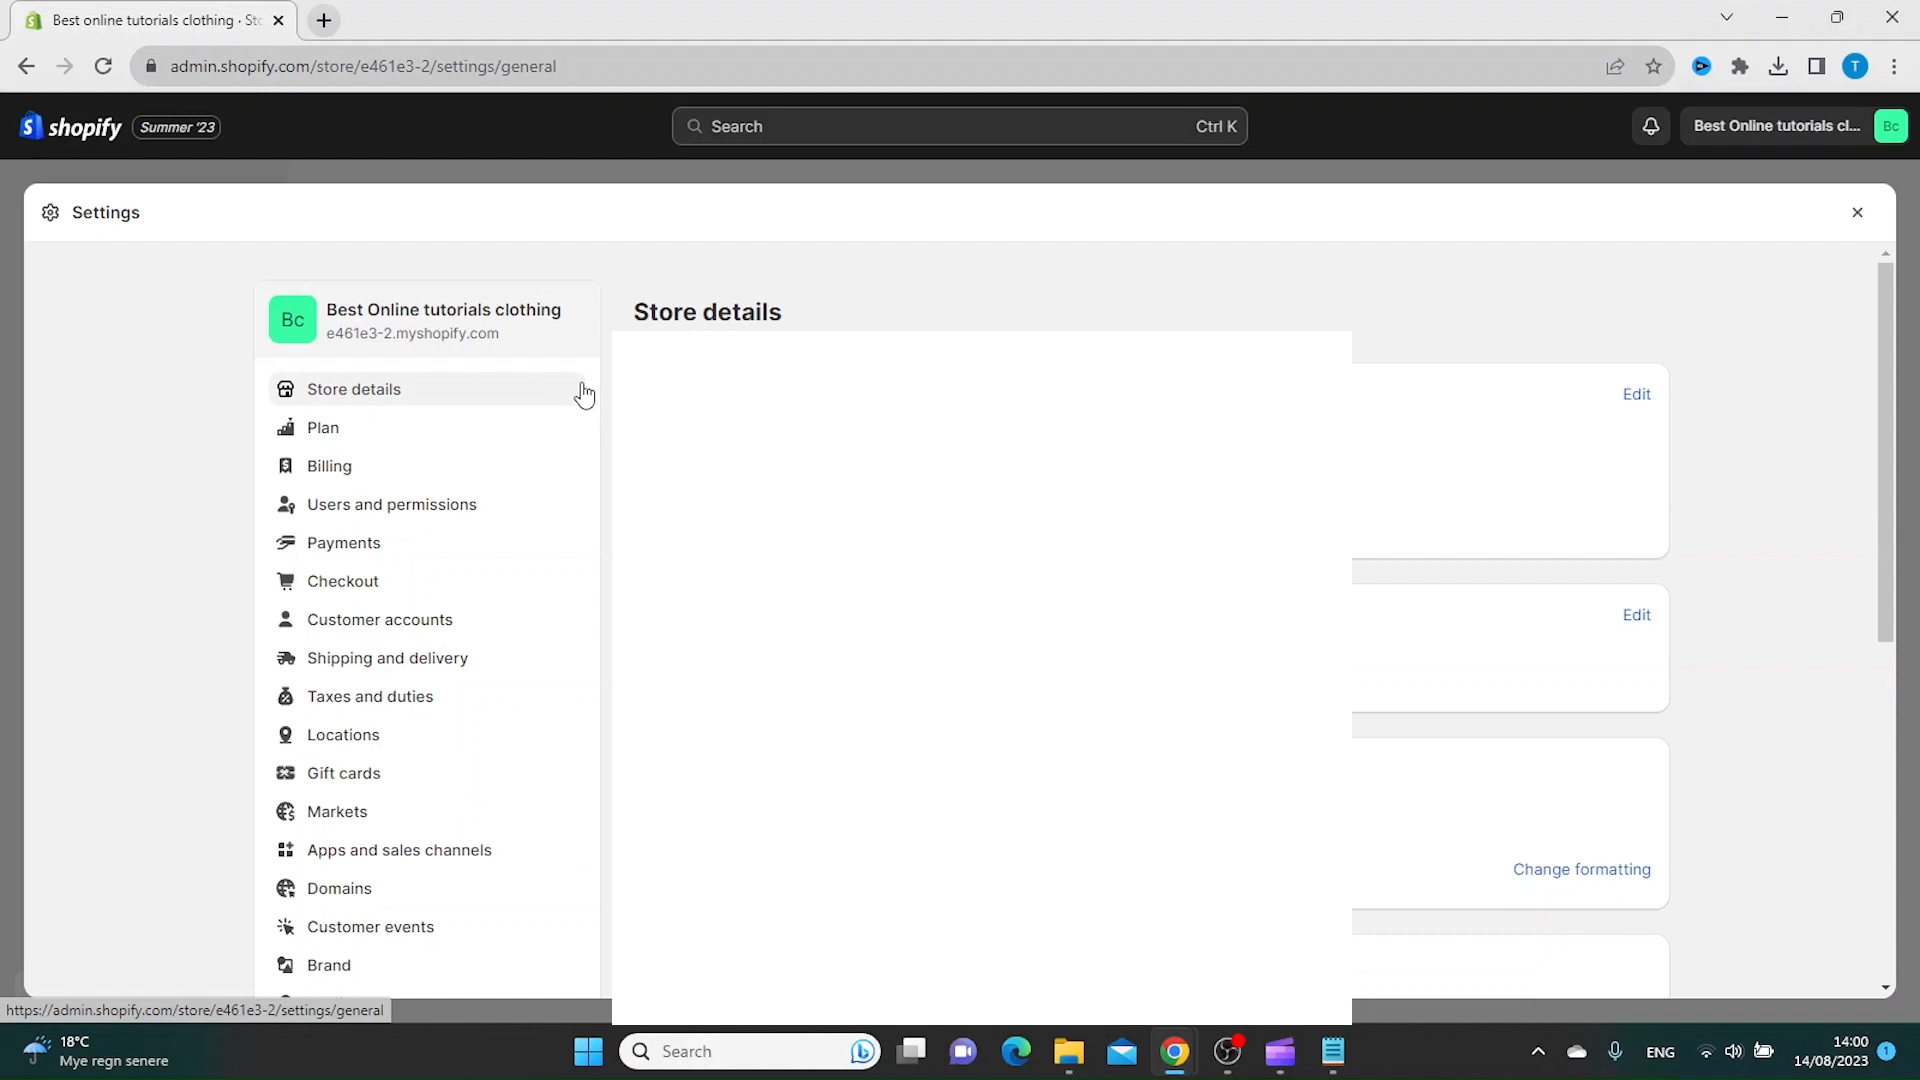 Best online tutorials clothing · Sto
admin.shopify.com/store/e461e3-2/settings/general
T
shopify
Summer '23
Search
Ctrl K
Best Online tutorials cl...
Bc
Settings
Bc
Best Online tutorials clothing
e461e3-2.myshopify.com
Store details
Store details
Plan
Billing
Users and permissions
Payments
Checkout
Customer accounts
Shipping and delivery
Taxes and duties
Locations
Gift cards
Markets
Apps and sales channels
Domains
Customer events
Brand
Edit
Edit
Change formatting
https://admin.shopify.com/store/e461e3-2/settings/general
18°C
Mye regn senere
Search
ENG
14:00
14/08/2023
1